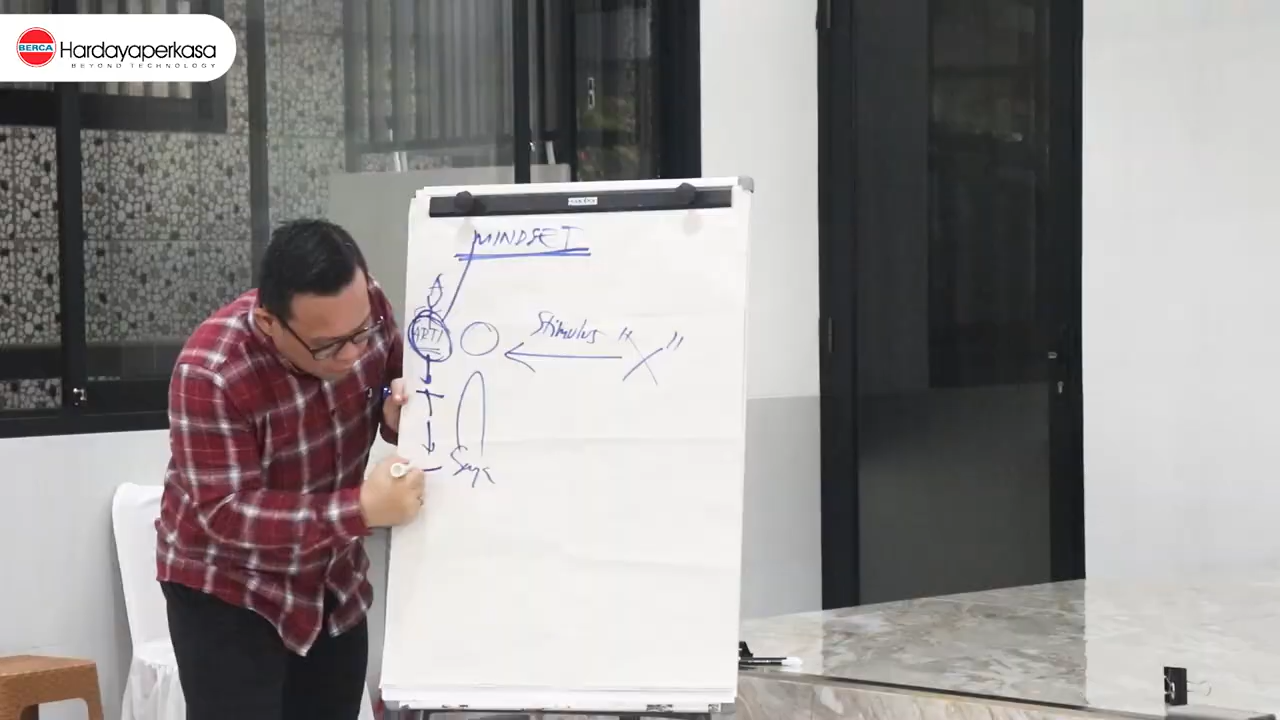 BERCA
Hardayaperkasa
BEYOND TECHNOLOGY
MINDSET
A
ARTI
Stimulus "X"
Saya